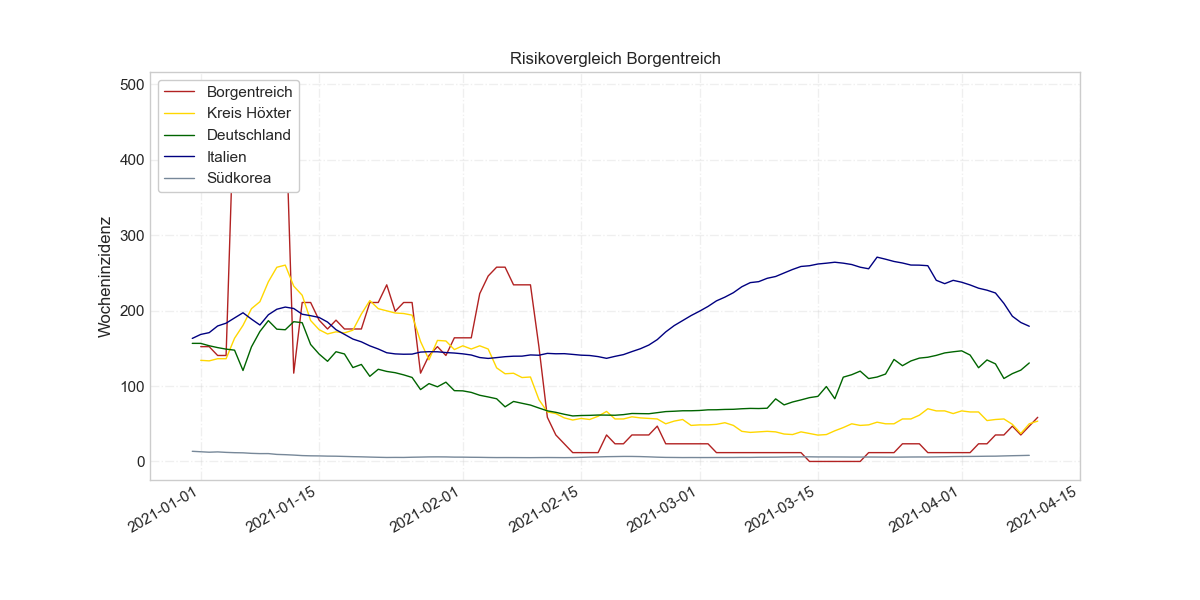 Risikovergleich Borgentreich
Wocheninzidenz
500
400
300
200
100
0
Borgentreich
Kreis Höxter
Deutschland
Italien
Südkorea
2021-01-01
2021-01-15
2021-02-01
2021-02-15
2021-03-01
2021-03-15
2021-04-01
2021-04-15